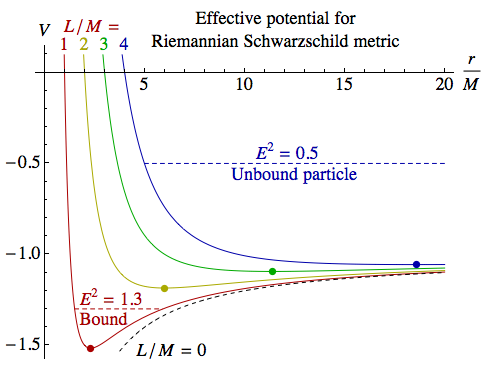 Effective potential for
Riemannian Schwarzschild metric
V
L/M =
1 2 3 4
r/M
5 10 15 20
-0.5
E² = 0.5
Unbound particle
-1.0
E² = 1.3
Bound
-1.5
L/M = 0